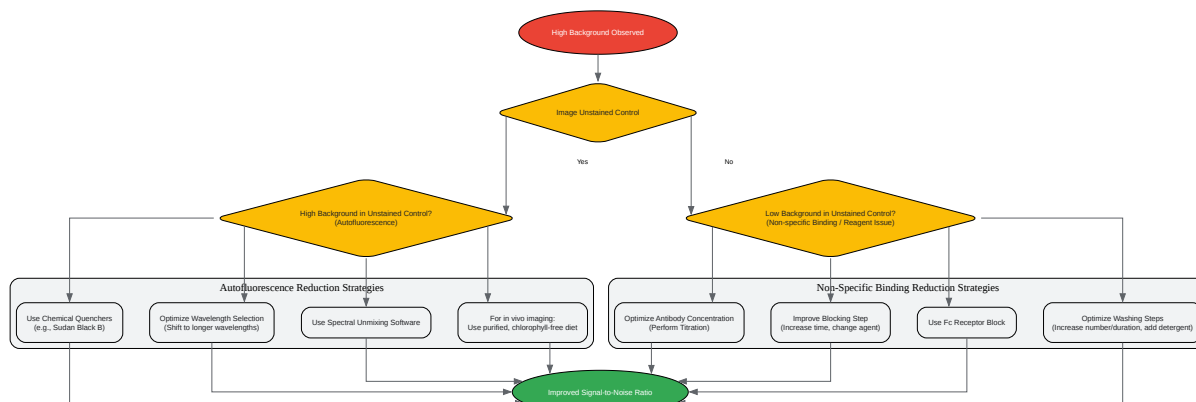 High Background Observed
Image Unstained Control
Yes
No
High Background in Unstained Control?
(Autofluorescence)
Low Background in Unstained Control?
(Non-specific Binding / Reagent Issue)
Autofluorescence Reduction Strategies
Non-Specific Binding Reduction Strategies
Use Chemical Quenchers
(e.g., Sudan Black B)
Optimize Wavelength Selection
(Shift to longer wavelengths)
Use Spectral Unmixing Software
For in vivo imaging:
Use purified, chlorophyll-free diet
Optimize Antibody Concentration
(Perform Titration)
Improve Blocking Step
(Increase time, change agent)
Use Fc Receptor Block
Optimize Washing Steps
(Increase number/duration, add detergent)
Improved Signal-to-Noise Ratio